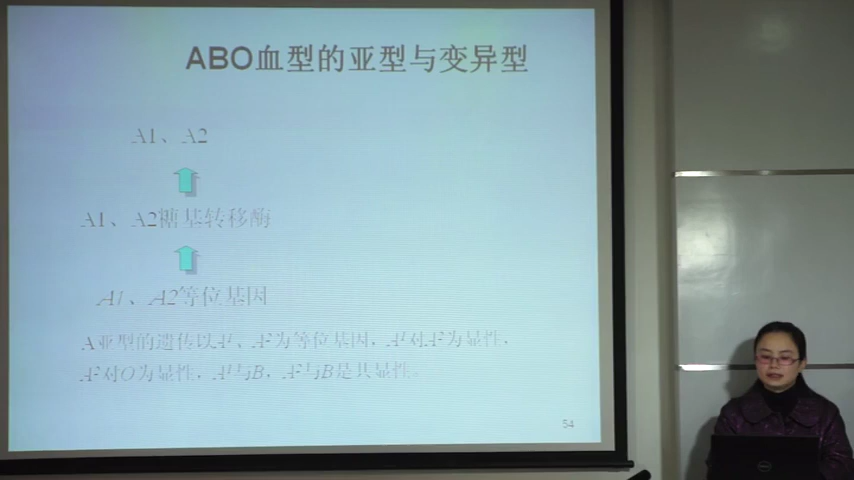 ABO血型的亚型与变异型
A1、A2
A1、A2糖基转移酶
A1、A2等位基因
A亚型的遗传以A¹、A²为等位基因，A¹对A²为显性，
A²对O为显性，A¹与B，A²与B是共显性。
54
DELL